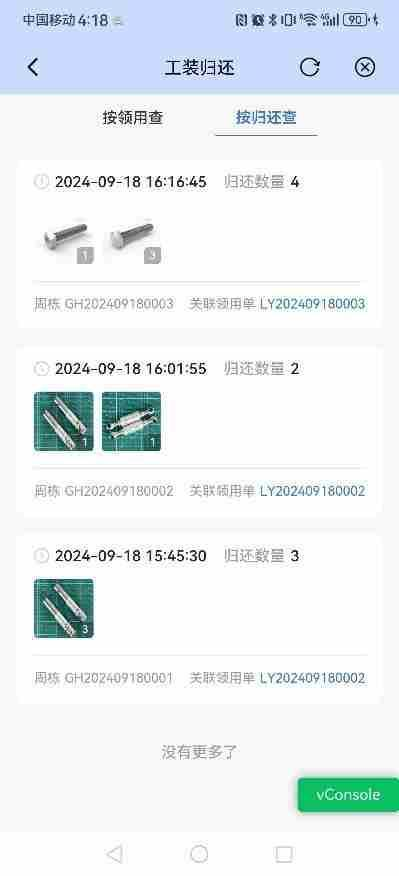 中国移动 4:18
90
工装归还
按领用查 按归还查
2024-09-18 16:16:45 归还数量 4
1 3
周栋 GH202409180003 关联领用单 LY202409180003
2024-09-18 16:01:55 归还数量 2
1 1
周栋 GH202409180002 关联领用单 LY202409180002
2024-09-18 15:45:30 归还数量 3
3
周栋 GH202409180001 关联领用单 LY202409180002
没有更多了
vConsole